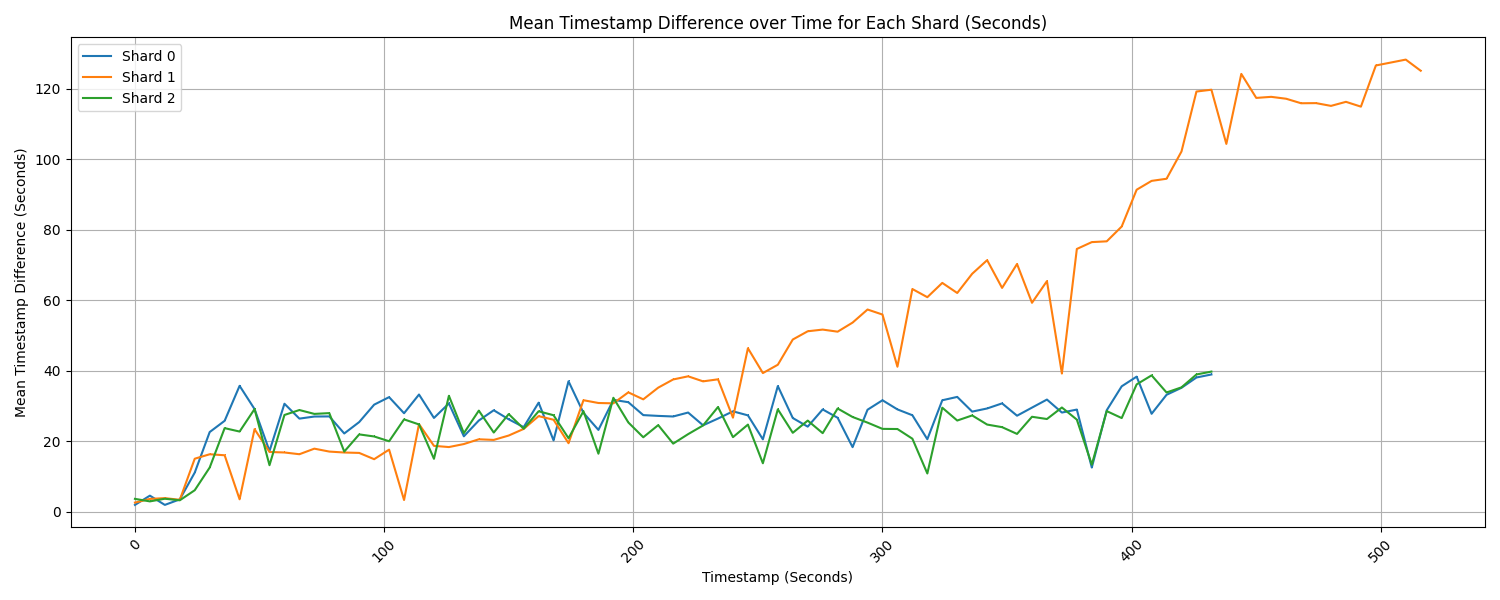 Mean Timestamp Difference over Time for Each Shard (Seconds)
Shard 0
Shard 1
Shard 2
Mean Timestamp Difference (Seconds)
120
100
80
60
40
20
0
0
100
200
300
400
500
Timestamp (Seconds)